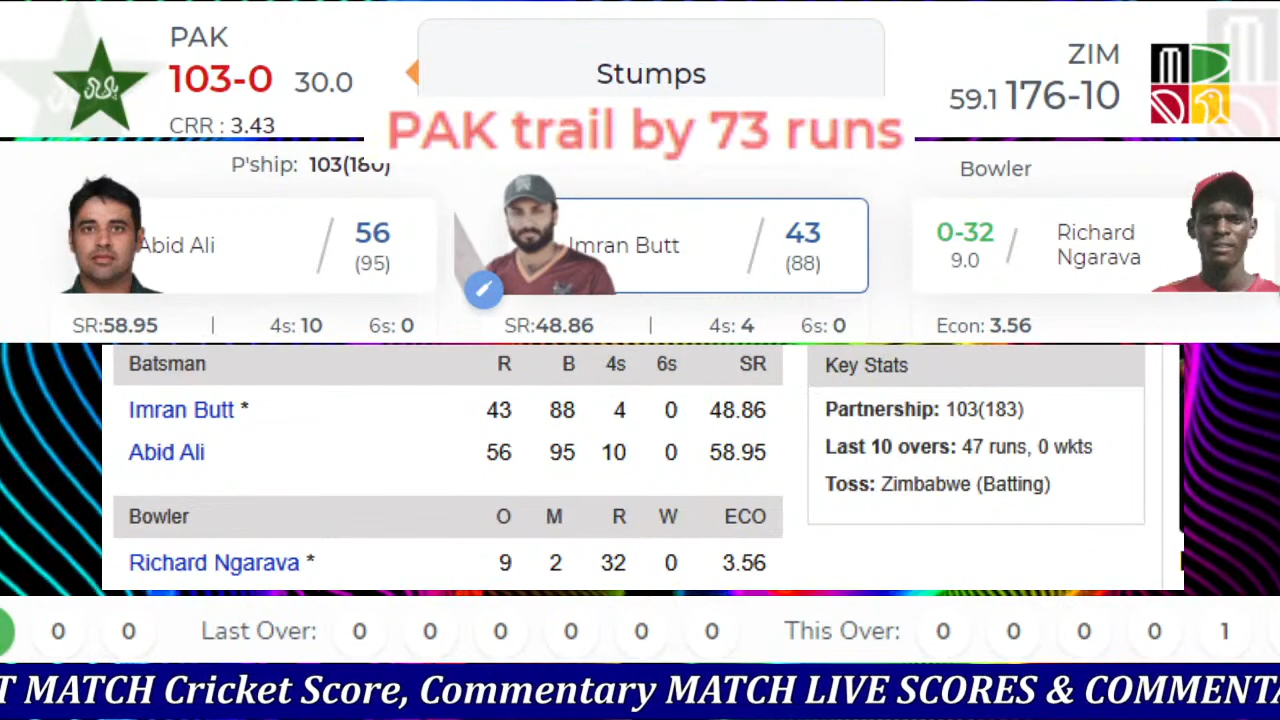 PAK
103-0 30.0
CRR : 3.43
Stumps
PAK trail by 73 runs
ZIM
59.1 176-10
P'ship: 103(180)
Abid Ali 56
(95)
SR:58.95 | 4s: 10 6s: 0
Imran Butt 43
(88)
SR:48.86 | 4s: 4 6s: 0
Bowler
0-32
9.0
Richard
Ngarava
Econ: 3.56
Batsman R B 4s 6s SR
Imran Butt * 43 88 4 0 48.86
Abid Ali 56 95 10 0 58.95
Bowler O M R W ECO
Richard Ngarava * 9 2 32 0 3.56
Key Stats
Partnership: 103(183)
Last 10 overs: 47 runs, 0 wkts
Toss: Zimbabwe (Batting)
0 0 Last Over: 0 0 0 0 0 0 This Over: 0 0 0 0 1
T MATCH Cricket Score, Commentary MATCH LIVE SCORES & COMMENTA